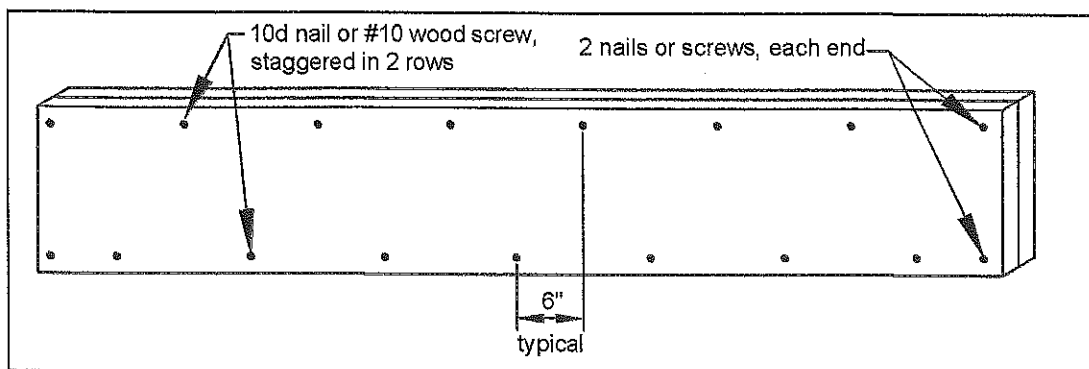 10d nail or #10 wood screw,
staggered in 2 rows
2 nails or screws, each end
6"
typical